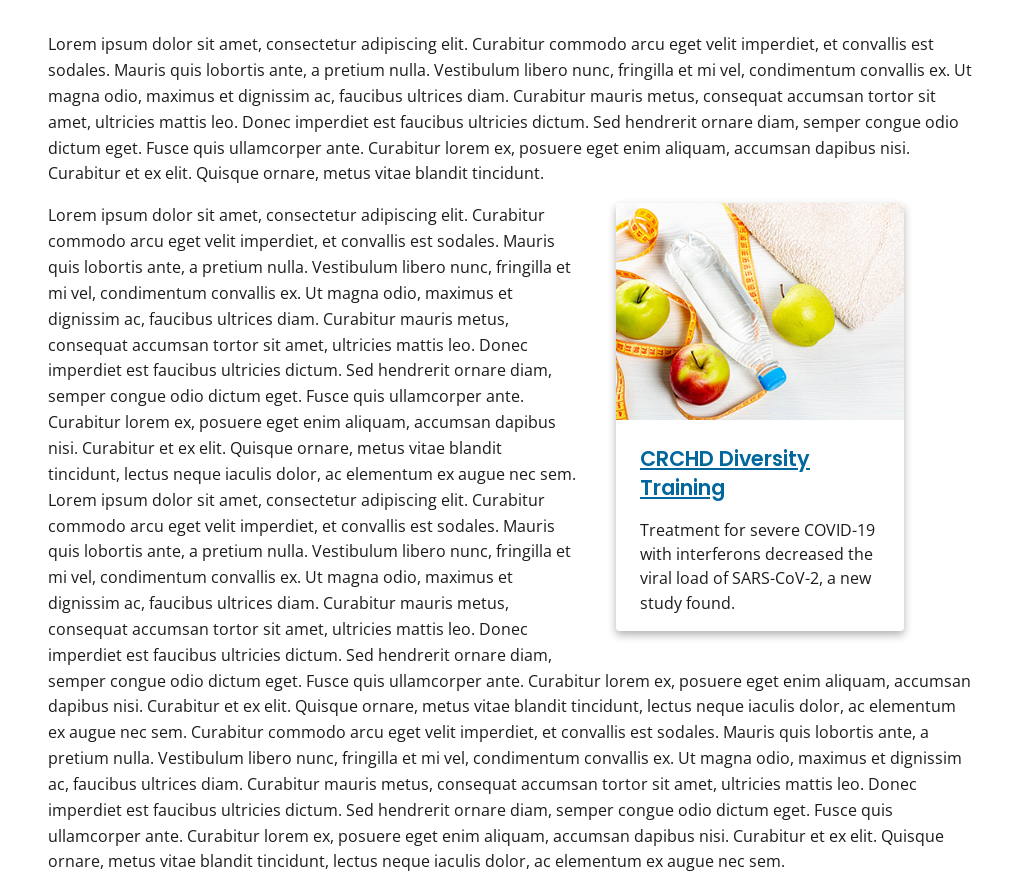 Lorem ipsum dolor sit amet, consectetur adipiscing elit. Curabitur commodo arcu eget velit imperdiet, et convallis est
sodales. Mauris quis lobortis ante, a pretium nulla. Vestibulum libero nunc, fringilla et mi vel, condimentum convallis ex. Ut
magna odio, maximus et dignissim ac, faucibus ultrices diam. Curabitur mauris metus, consequat accumsan tortor sit
amet, ultricies mattis leo. Donec imperdiet est faucibus ultricies dictum. Sed hendrerit ornare diam, semper congue odio
dictum eget. Fusce quis ullamcorper ante. Curabitur lorem ex, posuere eget enim aliquam, accumsan dapibus nisi.
Curabitur et ex elit. Quisque ornare, metus vitae blandit tincidunt.
Lorem ipsum dolor sit amet, consectetur adipiscing elit. Curabitur
commodo arcu eget velit imperdiet, et convallis est sodales. Mauris
quis lobortis ante, a pretium nulla. Vestibulum libero nunc, fringilla et
mi vel, condimentum convallis ex. Ut magna odio, maximus et
dignissim ac, faucibus ultrices diam. Curabitur mauris metus,
consequat accumsan tortor sit amet, ultricies mattis leo. Donec
imperdiet est faucibus ultricies dictum. Sed hendrerit ornare diam,
semper congue odio dictum eget. Fusce quis ullamcorper ante.
Curabitur lorem ex, posuere eget enim aliquam, accumsan dapibus
nisi. Curabitur et ex elit. Quisque ornare, metus vitae blandit
tincidunt, lectus neque iaculis dolor, ac elementum ex augue nec sem.
Lorem ipsum dolor sit amet, consectetur adipiscing elit. Curabitur
commodo arcu eget velit imperdiet, et convallis est sodales. Mauris
quis lobortis ante, a pretium nulla. Vestibulum libero nunc, fringilla et
mi vel, condimentum convallis ex. Ut magna odio, maximus et
dignissim ac, faucibus ultrices diam. Curabitur mauris metus,
consequat accumsan tortor sit amet, ultricies mattis leo. Donec
imperdiet est faucibus ultricies dictum. Sed hendrerit ornare diam,
semper congue odio dictum eget. Fusce quis ullamcorper ante. Curabitur lorem ex, posuere eget enim aliquam, accumsan
dapibus nisi. Curabitur et ex elit. Quisque ornare, metus vitae blandit tincidunt, lectus neque iaculis dolor, ac elementum
ex augue nec sem. Curabitur commodo arcu eget velit imperdiet, et convallis est sodales. Mauris quis lobortis ante, a
pretium nulla. Vestibulum libero nunc, fringilla et mi vel, condimentum convallis ex. Ut magna odio, maximus et dignissim
ac, faucibus ultrices diam. Curabitur mauris metus, consequat accumsan tortor sit amet, ultricies mattis leo. Donec
imperdiet est faucibus ultricies dictum. Sed hendrerit ornare diam, semper congue odio dictum eget. Fusce quis
ullamcorper ante. Curabitur lorem ex, posuere eget enim aliquam, accumsan dapibus nisi. Curabitur et ex elit. Quisque
ornare, metus vitae blandit tincidunt, lectus neque iaculis dolor, ac elementum ex augue nec sem.
CRCHD Diversity
Training
Treatment for severe COVID-19
with interferons decreased the
viral load of SARS-CoV-2, a new
study found.